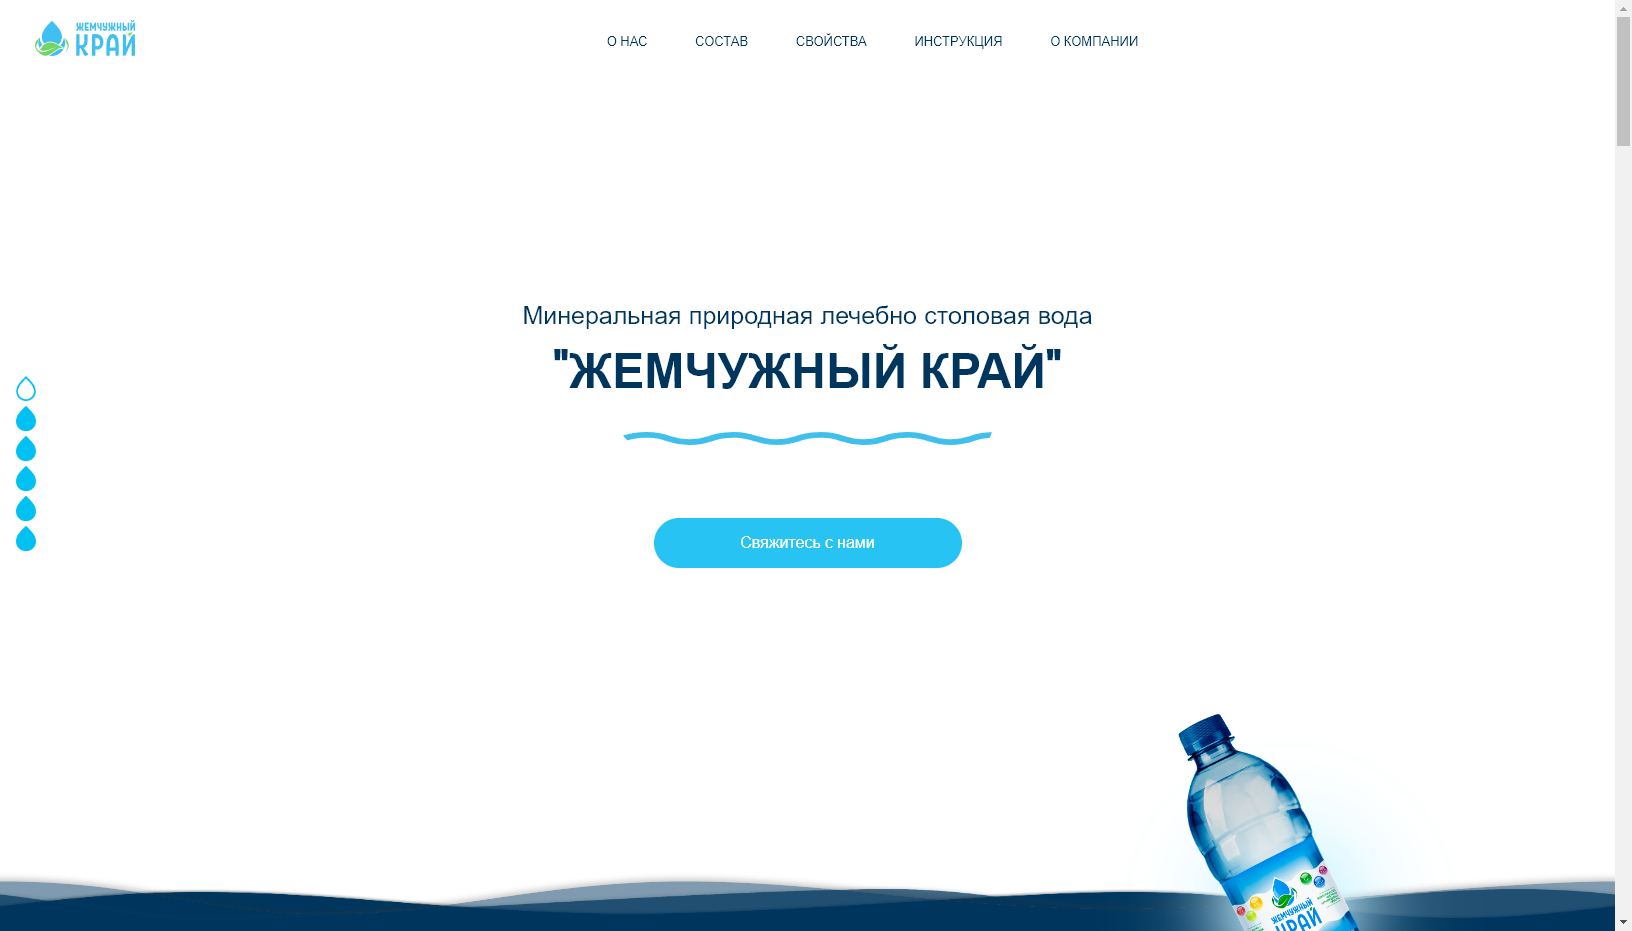 ЖЕМЧУЖНЫЙ
КРАЙ
О НАС СОСТАВ СВОЙСТВА ИНСТРУКЦИЯ О КОМПАНИИ
Минеральная природная лечебно столовая вода
"ЖЕМЧУЖНЫЙ КРАЙ"
Свяжитесь с нами
ЖЕМЧУЖНЫЙ
КРАЙ